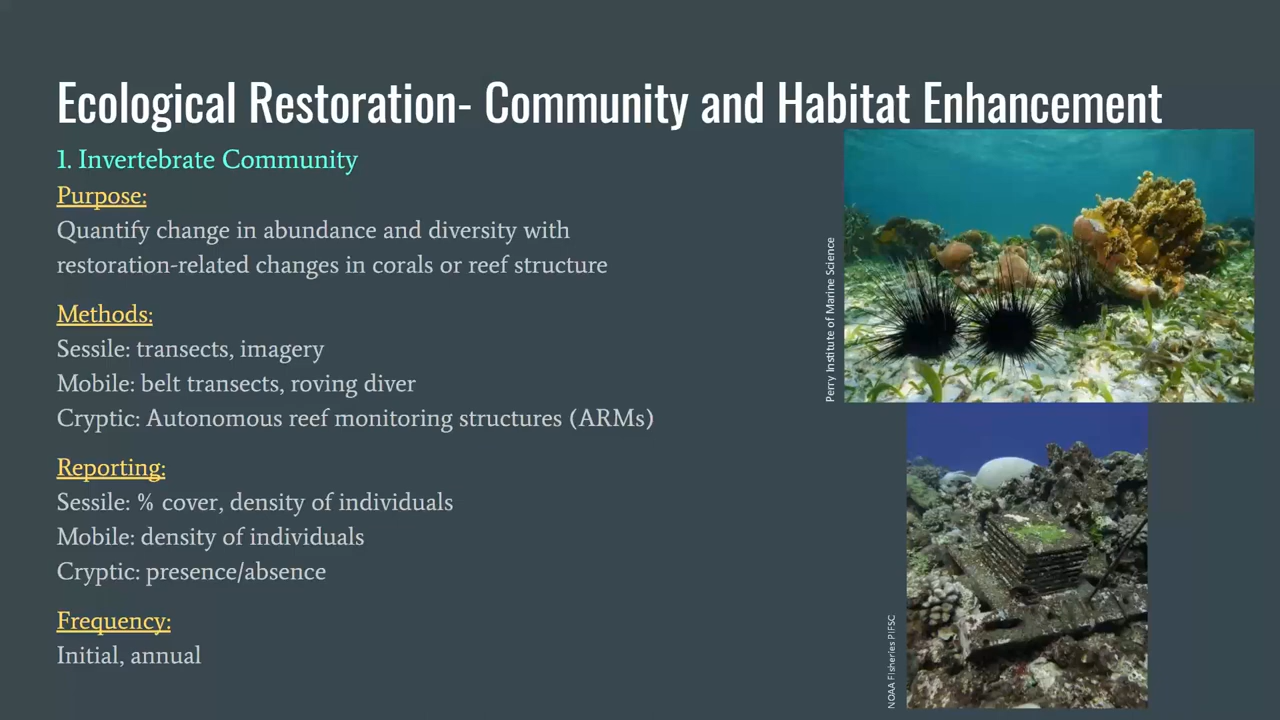 Ecological Restoration- Community and Habitat Enhancement
1. Invertebrate Community
Purpose:
Quantify change in abundance and diversity with
restoration-related changes in corals or reef structure
Methods:
Sessile: transects, imagery
Mobile: belt transects, roving diver
Cryptic: Autonomous reef monitoring structures (ARMs)
Reporting:
Sessile: % cover, density of individuals
Mobile: density of individuals
Cryptic: presence/absence
Frequency:
Initial, annual
Perry Institute of Marine Science
NOAA Fisheries PIFSC